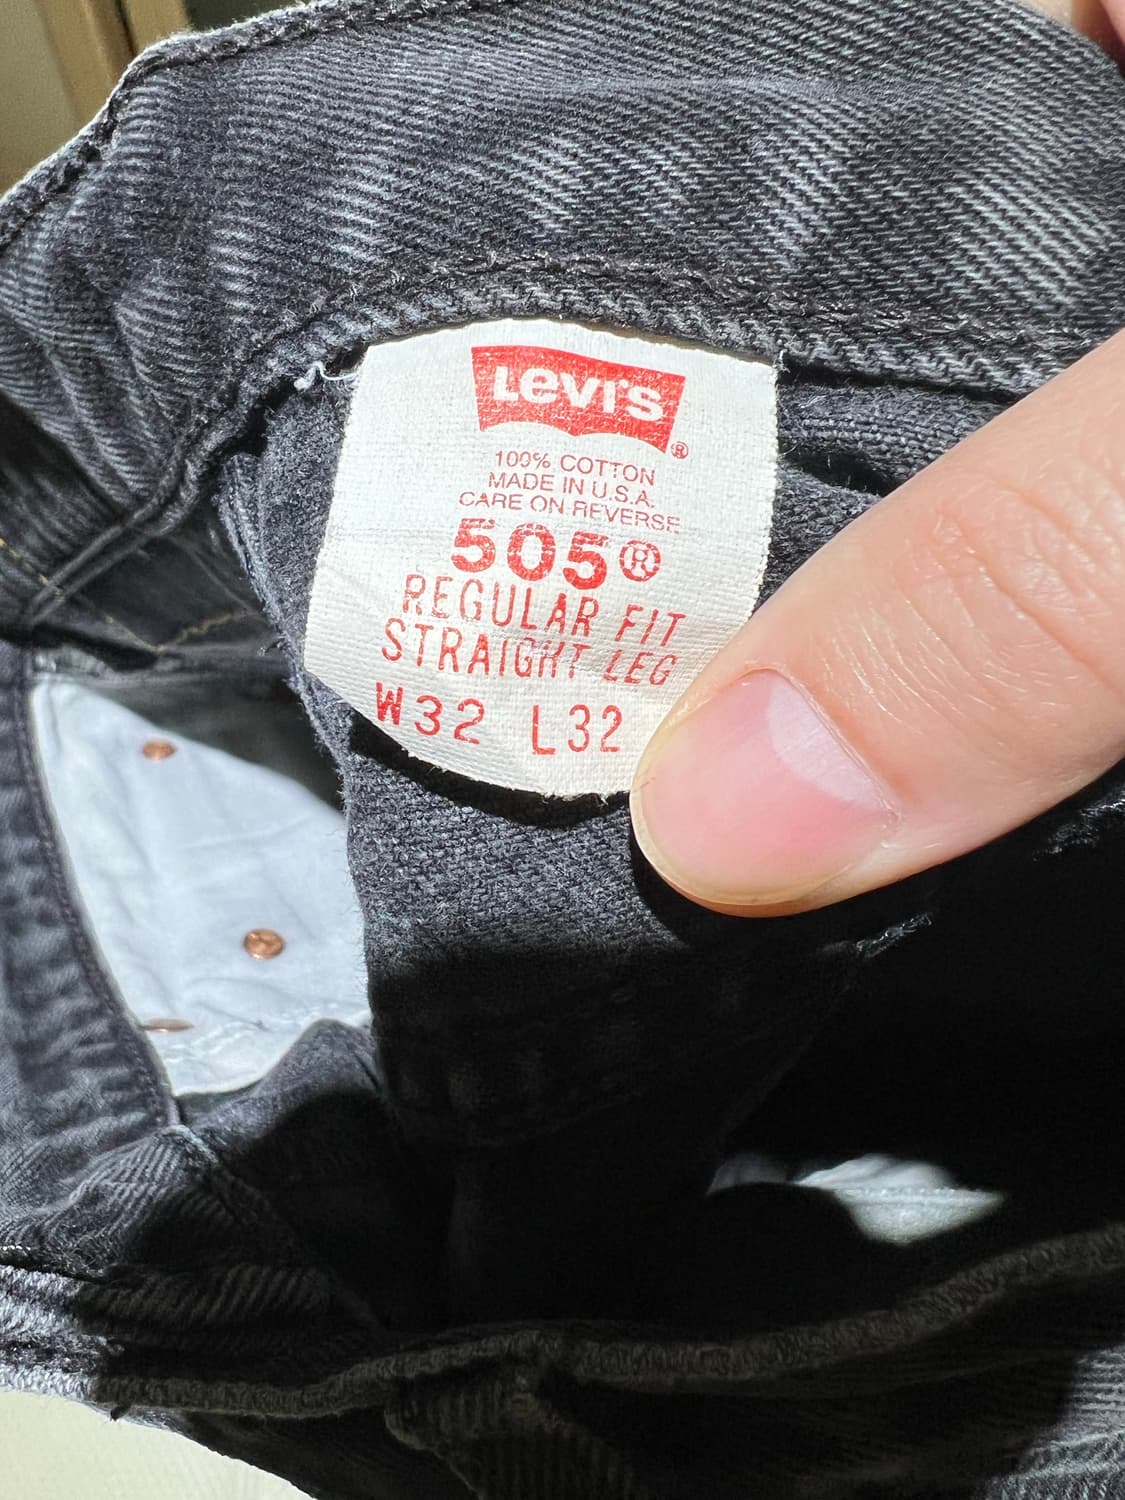 Levi's
®
100% COTTON
MADE IN U.S.A.
CARE ON REVERSE
505®
REGULAR FIT
STRAIGHT LEG
W32 L32